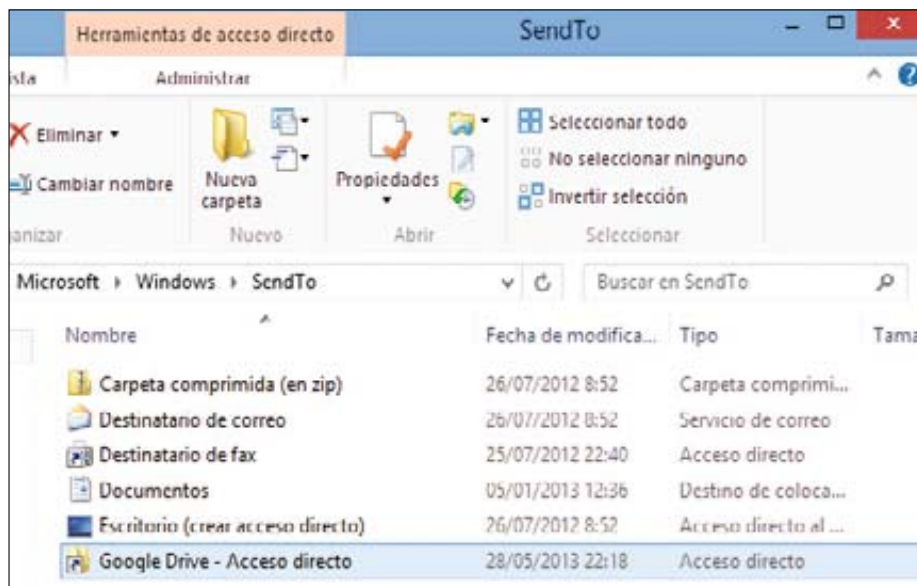 Herramientas de acceso directo SendTo
ista Administrar
Eliminar
Cambiar nombre
Nueva carpeta
Propiedades
Seleccionar todo
No seleccionar ninguno
Invertir selección
anizar Nuevo Abrir Seleccionar
Microsoft Windows SendTo Buscar en SendTo
Nombre Fecha de modifica... Tipo Tama
Carpeta comprimida (en zip) 26/07/2012 8:52 Carpeta comprimi...
Destinatario de correo 26/07/2012 8:52 Servicio de correo
Destinatario de fax 25/07/2012 22:40 Acceso directo
Documentos 05/01/2013 12:36 Destino de coloca...
Escritorio (crear acceso directo) 26/07/2012 8:52 Acceso directo al ...
Google Drive - Acceso directo 28/05/2013 22:18 Acceso directo